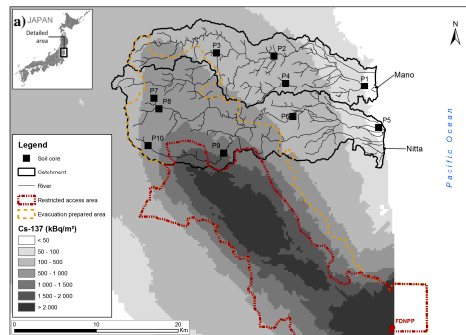 a)
JAPAN
Detailed
area
N
P3
P2
P4
P1
Mano
P7
P8
P6
P5
P10
P9
Nitta
Pacific Ocean
Legend
Soil core
Catchment
River
Restricted access area
Evacuation prepared area
Cs-137 (kBq/m²)
< 50
50 - 100
100 - 500
500 - 1 000
1 000 - 1 500
1 500 - 2 000
> 2 000
FDNPP
0 10 20
Km